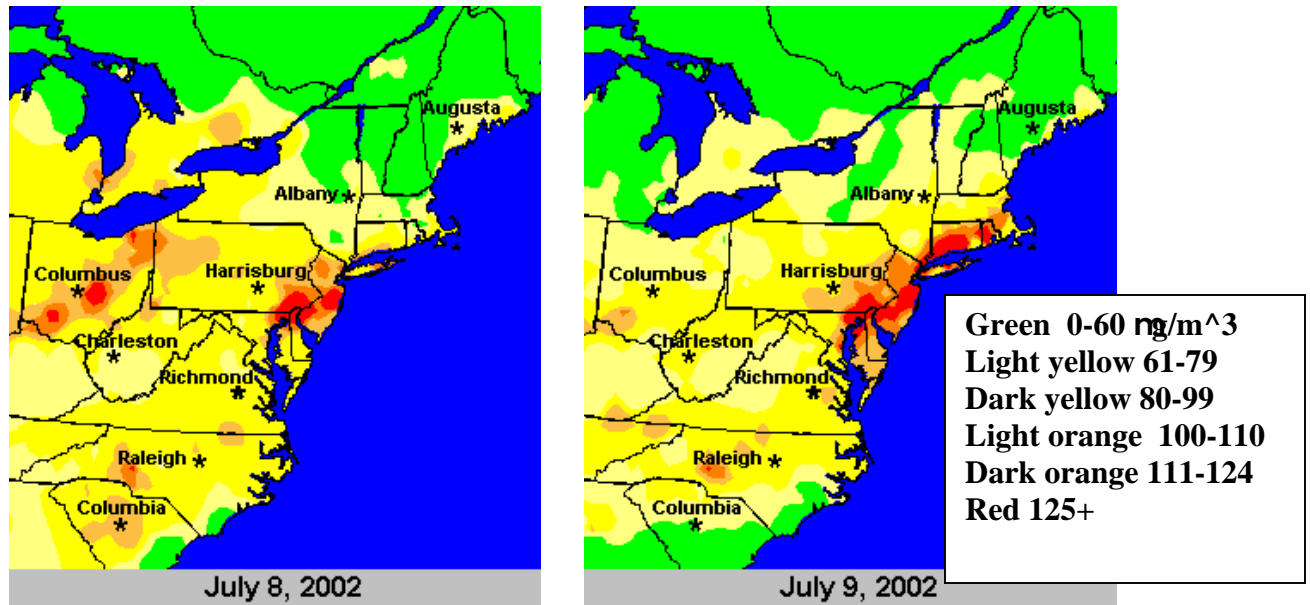 Augusta
Albany
Columbus
Harrisburg
Charleston
Richmond
Raleigh
Columbia
July 8, 2002
Augusta
Albany
Columbus
Harrisburg
Charleston
Richmond
Raleigh
Columbia
July 9, 2002
Green 0-60 mg/m^3
Light yellow 61-79
Dark yellow 80-99
Light orange 100-110
Dark orange 111-124
Red 125+